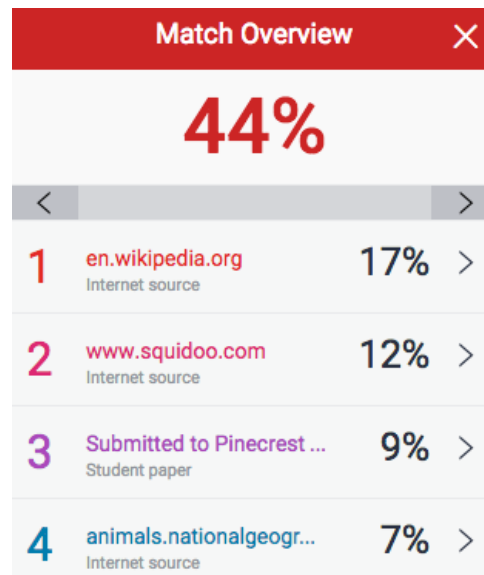 Match Overview
44%
1 en.wikipedia.org 17%
Internet source
2 www.squidoo.com 12%
Internet source
3 Submitted to Pinecrest ... 9%
Student paper
4 animals.nationalgeogr... 7%
Internet source